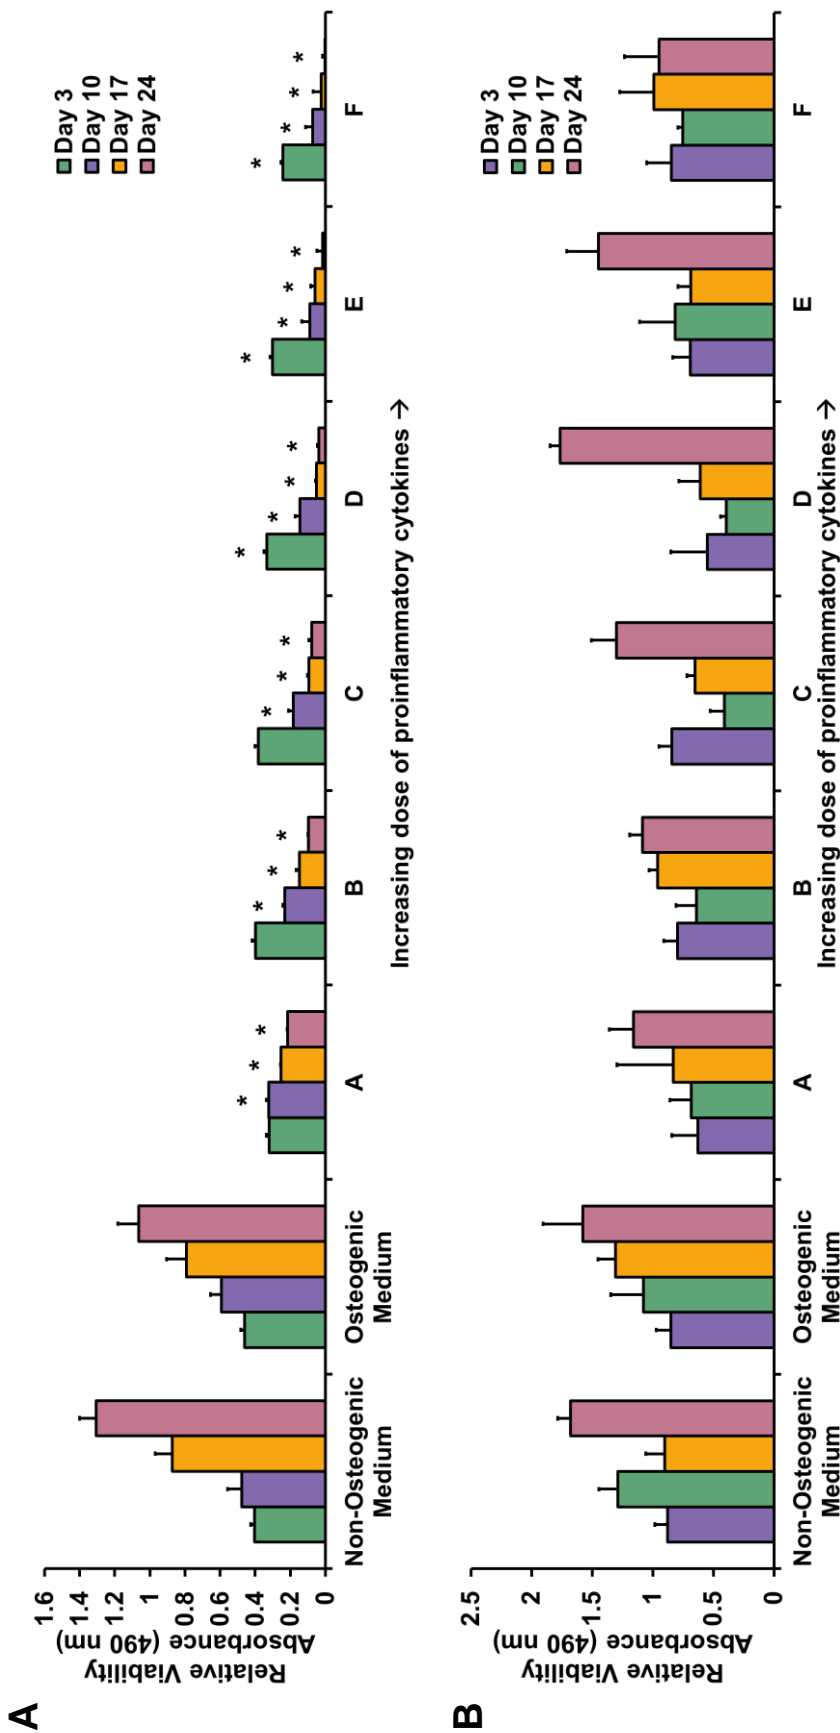 A
Relative Viability
Absorbance (490 nm)
1.6
1.4
1.2
1
0.8
0.6
0.4
0.2
0
Day 3
Day 10
Day 17
Day 24
* * *
* * *
* * *
* * * *
* * * *
* * * *
Non-Osteogenic
Medium
Osteogenic
Medium
A
B
C
D
E
F
Increasing dose of proinflammatory cytokines →
B
Relative Viability
Absorbance (490 nm)
2.5
2
1.5
1
0.5
0
Day 3
Day 10
Day 17
Day 24
Non-Osteogenic
Medium
Osteogenic
Medium
A
B
C
D
E
F
Increasing dose of proinflammatory cytokines →